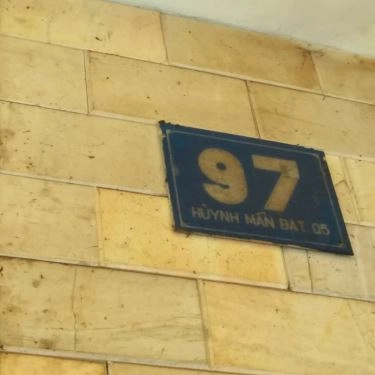 97
HUỲNH MẪN ĐẠT. 05